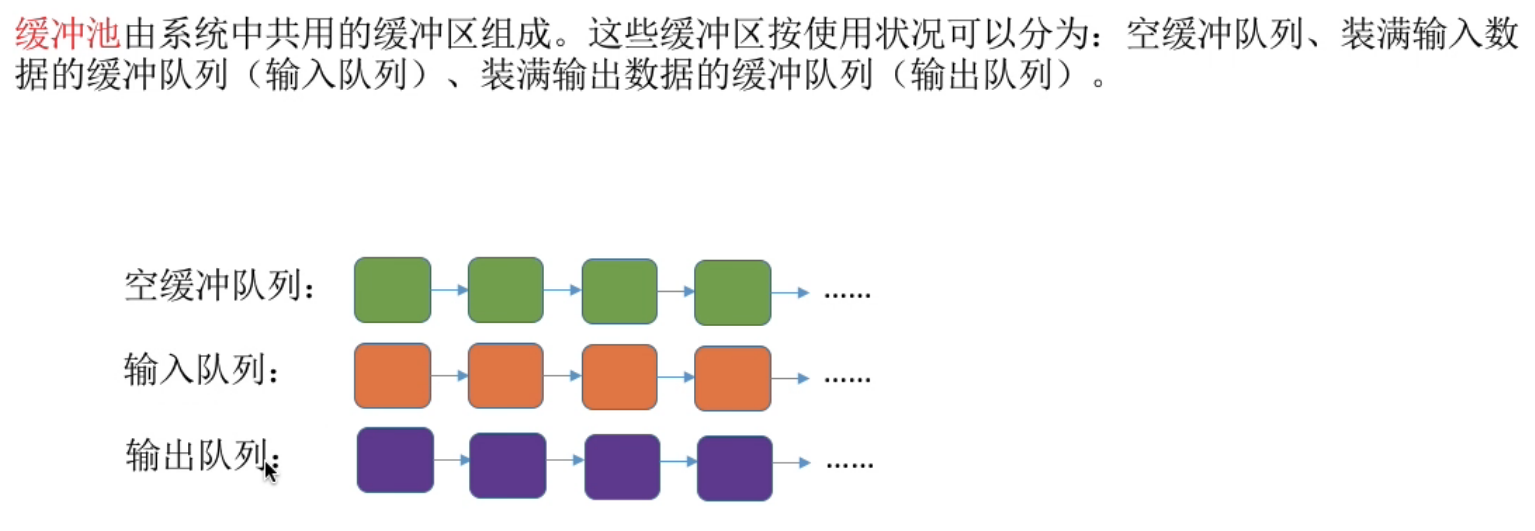 缓冲池由系统中共用的缓冲区组成。这些缓冲区按使用状况可以分为：空缓冲队列、装满输入数
据的缓冲队列（输入队列）、装满输出数据的缓冲队列（输出队列）。
空缓冲队列： ……
输入队列： ……
输出队列： ……